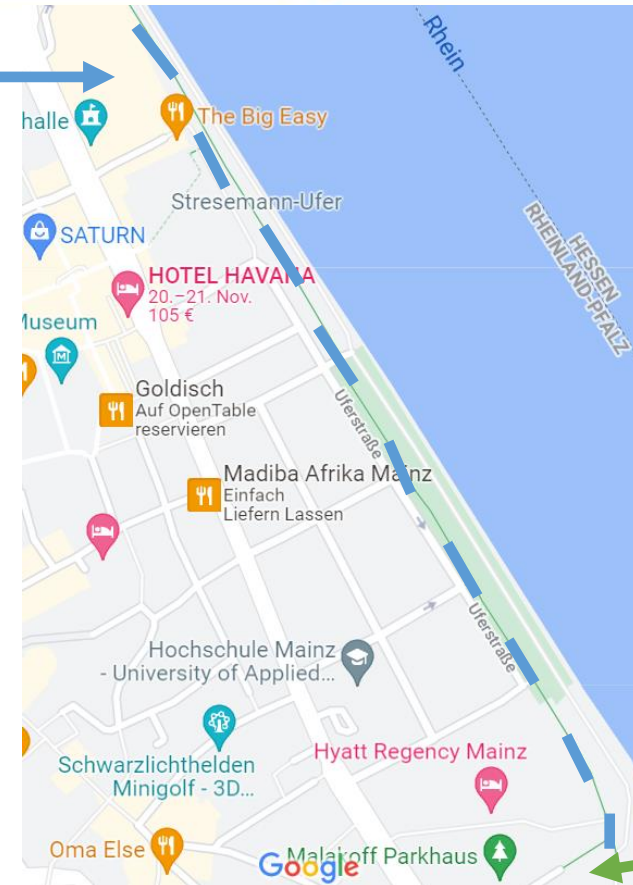 Rhein
halle
The Big Easy
Stresemann-Ufer
HESSEN
RHEINLAND-PFALZ
SATURN
HOTEL HAVANA
20.–21. Nov.
105 €
Museum
Goldisch
Auf OpenTable
reservieren
Uferstraße
Madiba Afrika Mainz
Einfach
Liefern Lassen
Uferstraße
Hochschule Mainz
- University of Applied...
Schwarzlichthelden
Minigolf - 3D...
Hyatt Regency Mainz
Oma Else
Malakoff Parkhaus
Google